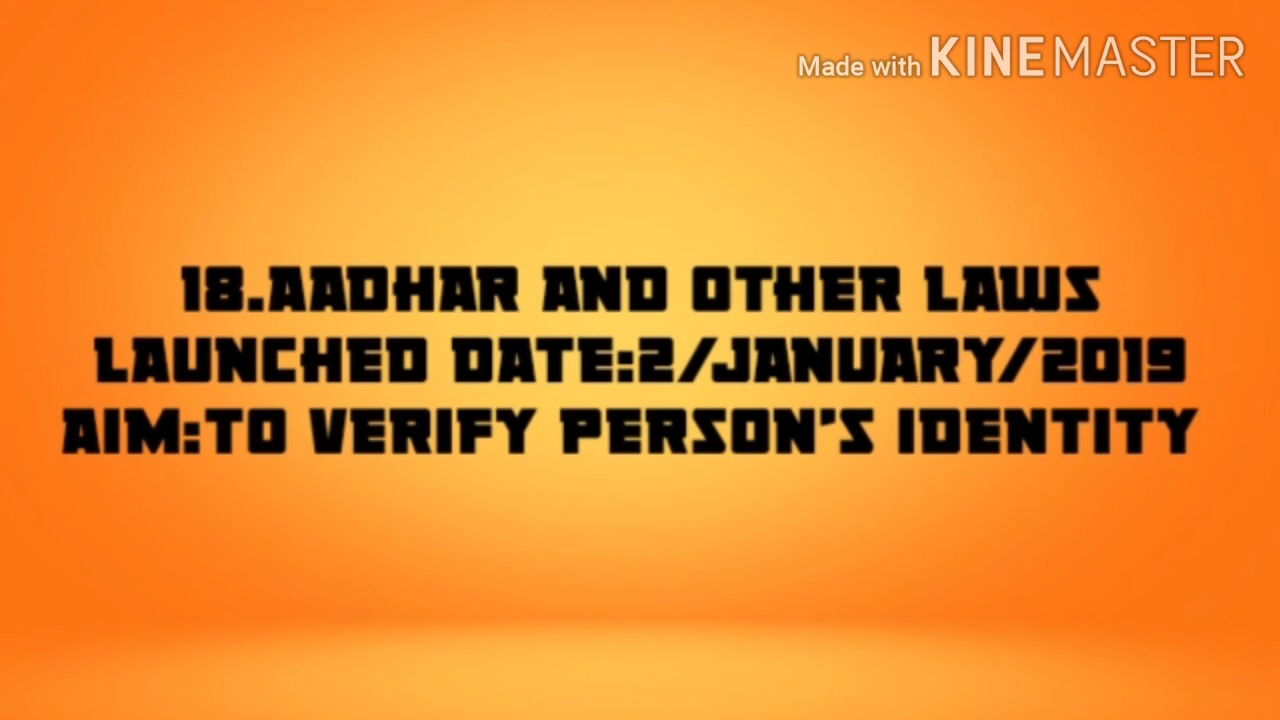 Made with KINEMASTER
18.AADHAR AND OTHER LAWS
LAUNCHED DATE:2/JANUARY/2019
AIM:TO VERIFY PERSON'S IDENTITY